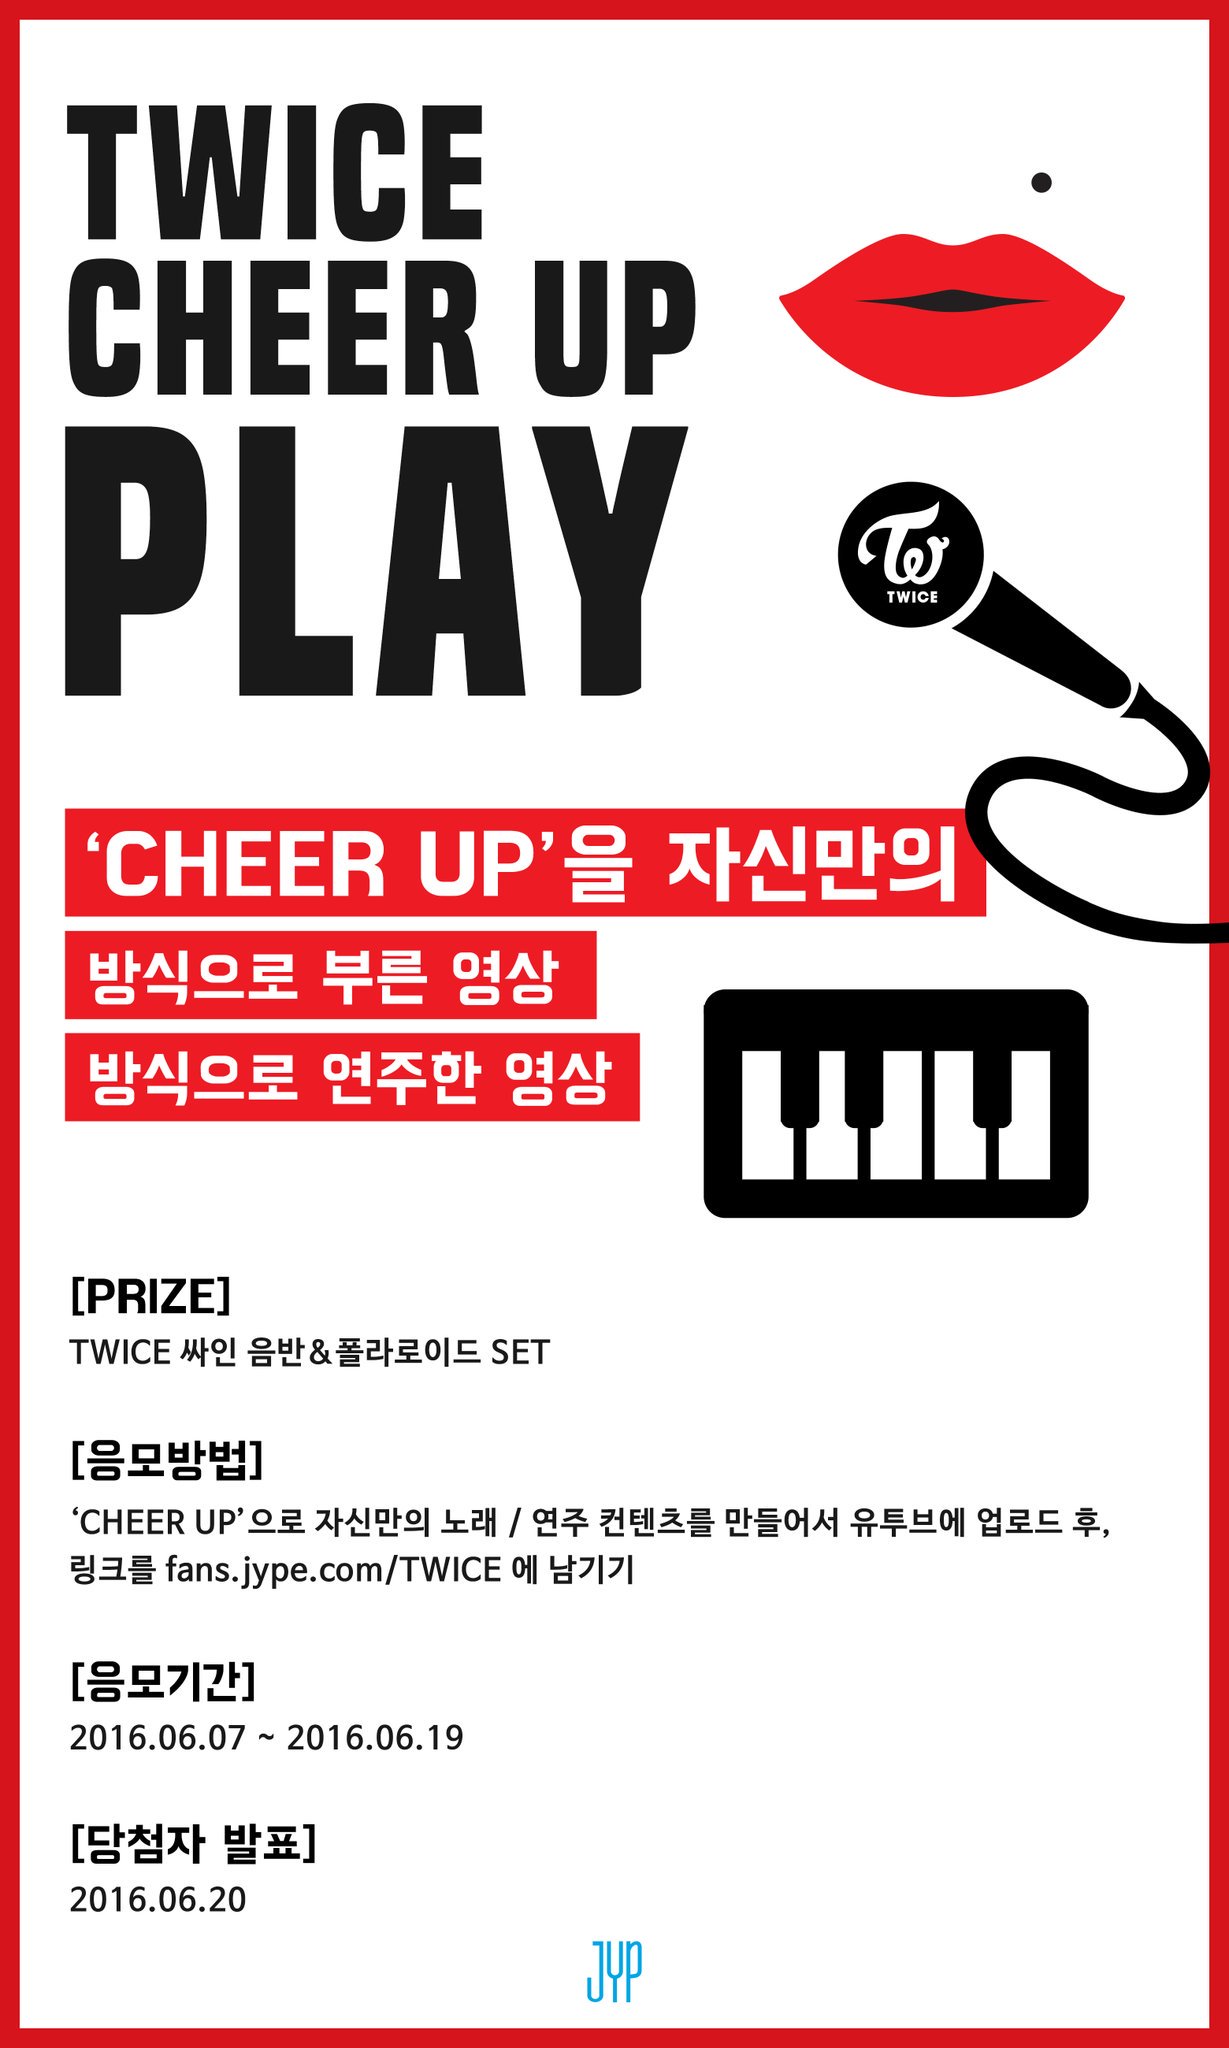 TWICE
CHEER UP
PLAY
Tw
TWICE
‘CHEER UP’을 자신만의
방식으로 부른 영상
방식으로 연주한 영상
[PRIZE]
TWICE 싸인 음반&폴라로이드 SET
[응모방법]
‘CHEER UP’으로 자신만의 노래 / 연주 컨텐츠를 만들어서 유투브에 업로드 후,
링크를 fans.jype.com/TWICE 에 남기기
[응모기간]
2016.06.07 ~ 2016.06.19
[당첨자 발표]
2016.06.20
JYP